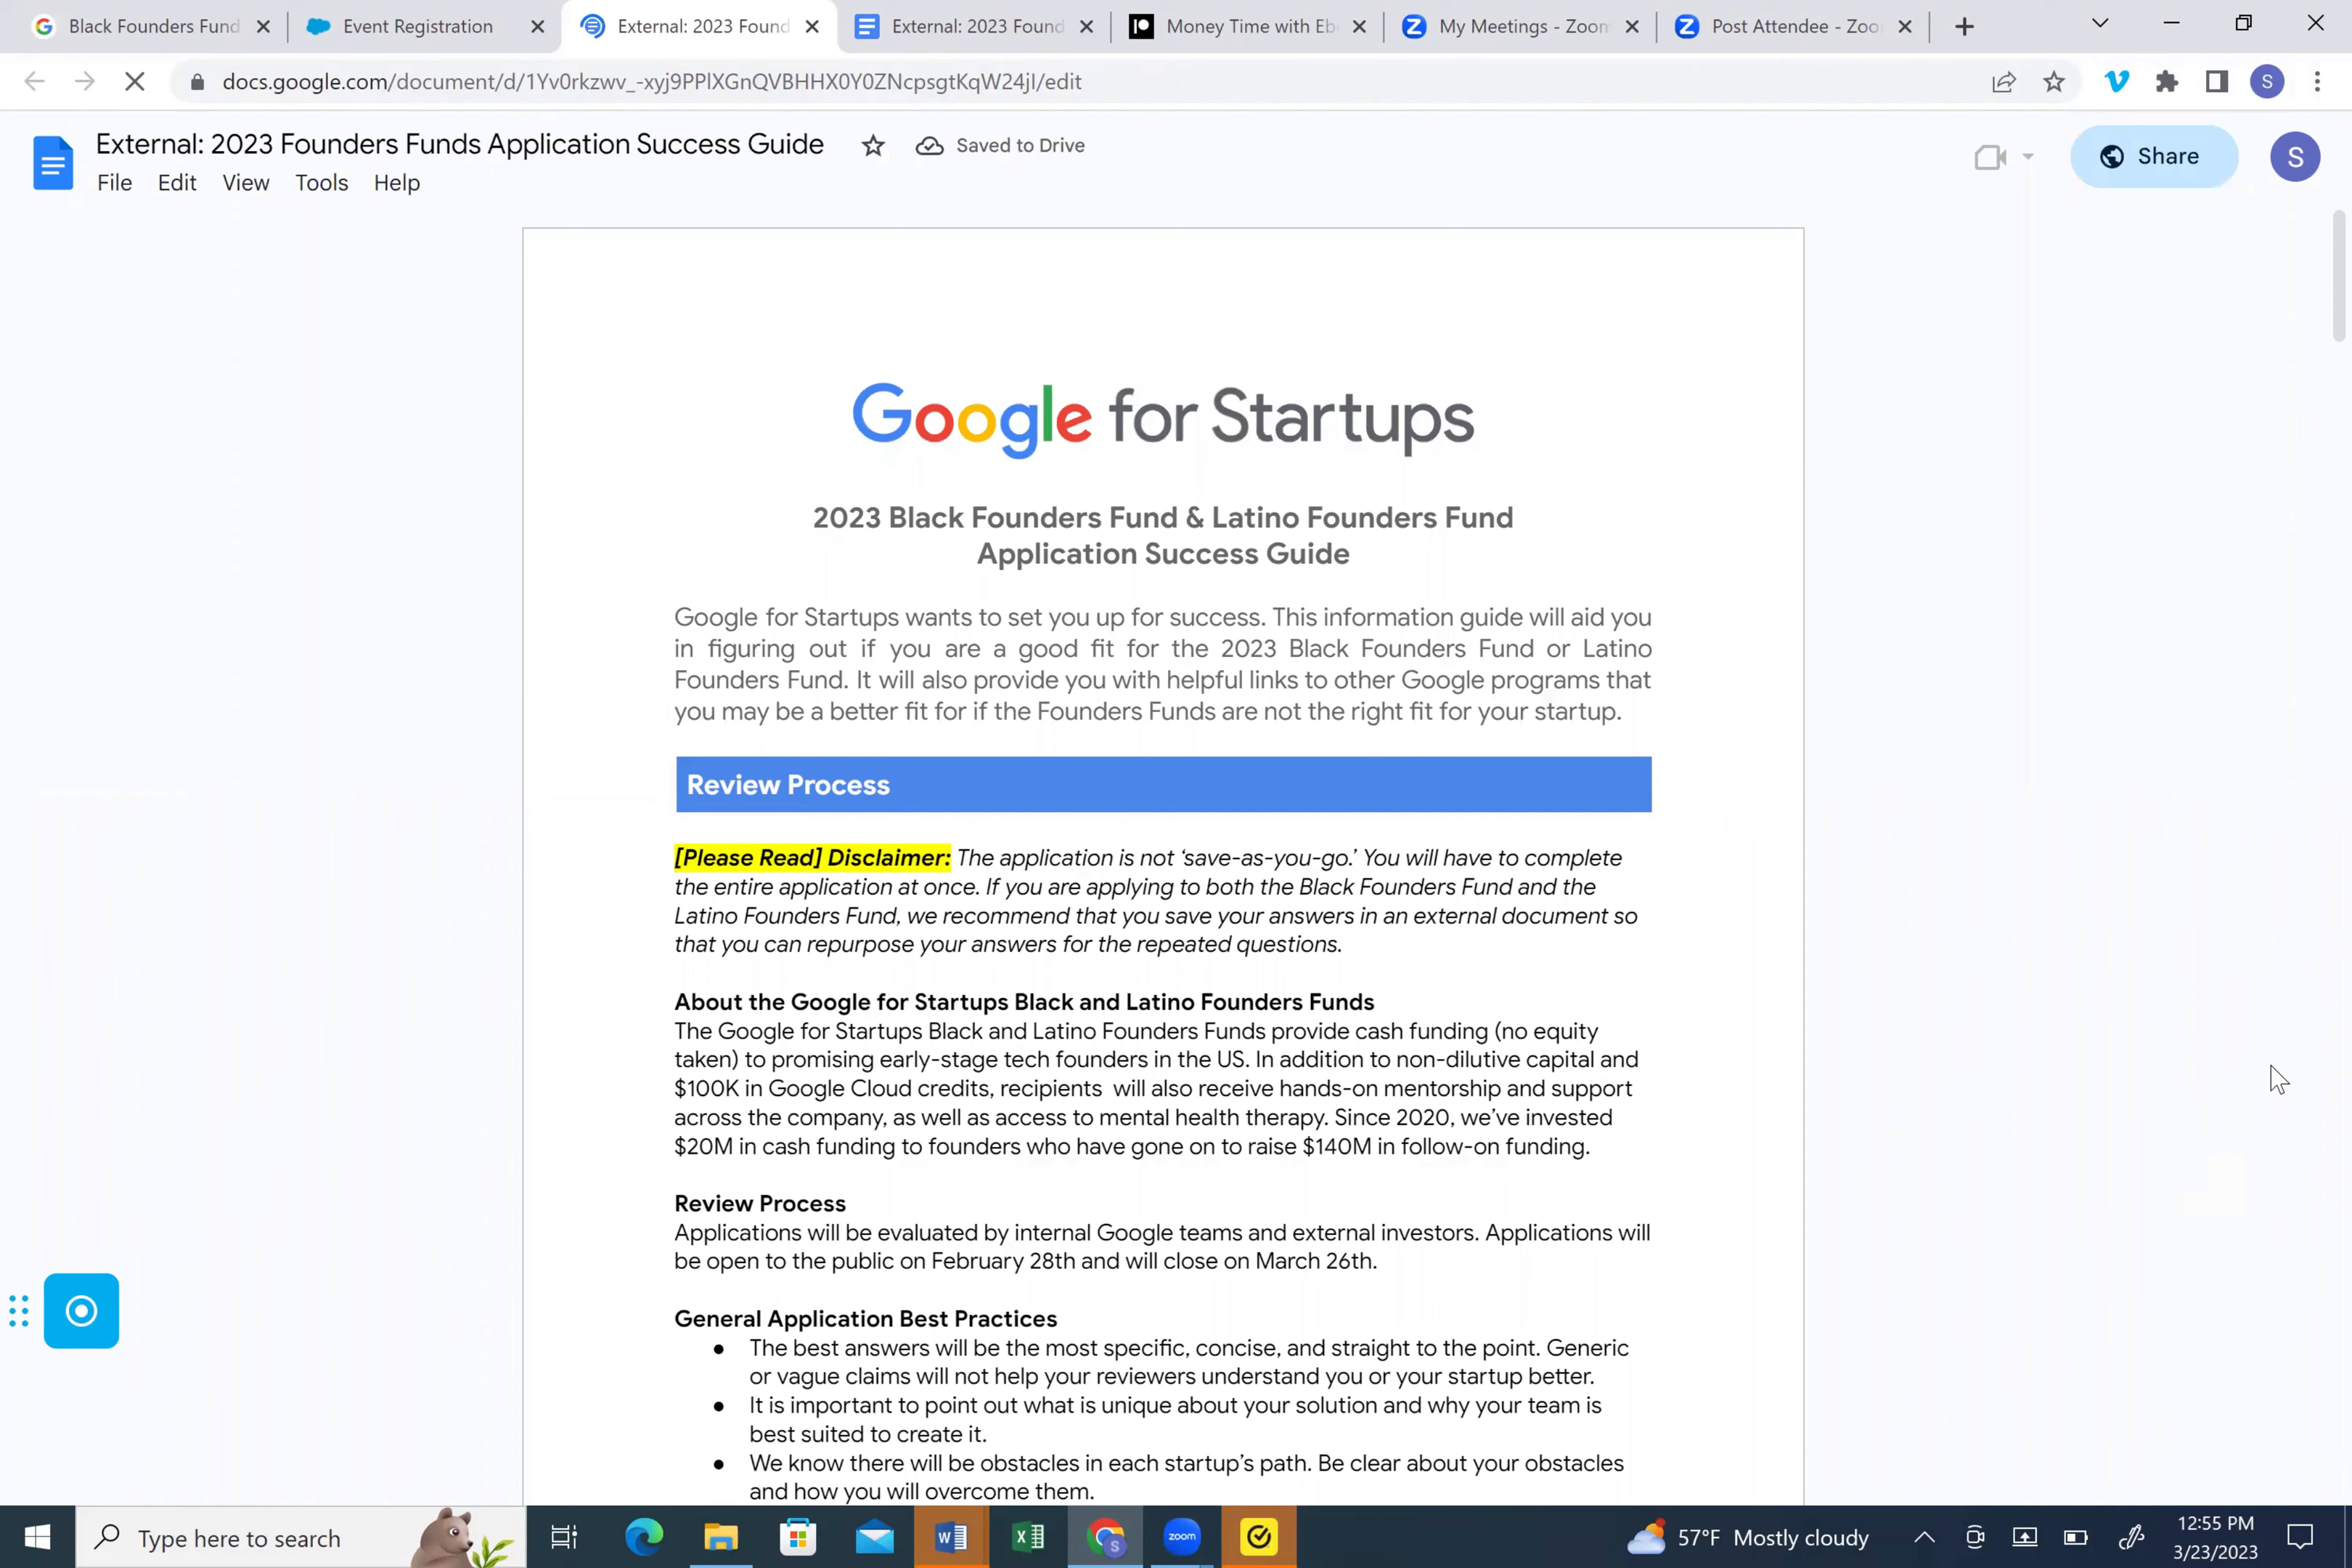 Black Founders Fund
Event Registration
External: 2023 Found
External: 2023 Found
Money Time with Eb
My Meetings - Zoom
Post Attendee - Zoo
docs.google.com/document/d/1Yv0rkzwv_-xyj9PPlXGnQVBHHX0Y0ZNcpsgtKqW24jI/edit
S
External: 2023 Founders Funds Application Success Guide
Saved to Drive
File Edit View Tools Help
Share
S
Google for Startups
2023 Black Founders Fund & Latino Founders Fund
Application Success Guide
Google for Startups wants to set you up for success. This information guide will aid you
in figuring out if you are a good fit for the 2023 Black Founders Fund or Latino
Founders Fund. It will also provide you with helpful links to other Google programs that
you may be a better fit for if the Founders Funds are not the right fit for your startup.
Review Process
[Please Read] Disclaimer: The application is not ‘save-as-you-go.’ You will have to complete
the entire application at once. If you are applying to both the Black Founders Fund and the
Latino Founders Fund, we recommend that you save your answers in an external document so
that you can repurpose your answers for the repeated questions.
About the Google for Startups Black and Latino Founders Funds
The Google for Startups Black and Latino Founders Funds provide cash funding (no equity
taken) to promising early-stage tech founders in the US. In addition to non-dilutive capital and
$100K in Google Cloud credits, recipients will also receive hands-on mentorship and support
across the company, as well as access to mental health therapy. Since 2020, we’ve invested
$20M in cash funding to founders who have gone on to raise $140M in follow-on funding.
Review Process
Applications will be evaluated by internal Google teams and external investors. Applications will
be open to the public on February 28th and will close on March 26th.
General Application Best Practices
● The best answers will be the most specific, concise, and straight to the point. Generic
or vague claims will not help your reviewers understand you or your startup better.
● It is important to point out what is unique about your solution and why your team is
best suited to create it.
● We know there will be obstacles in each startup’s path. Be clear about your obstacles
and how you will overcome them.
Type here to search
zoom
57°F Mostly cloudy
12:55 PM
3/23/2023